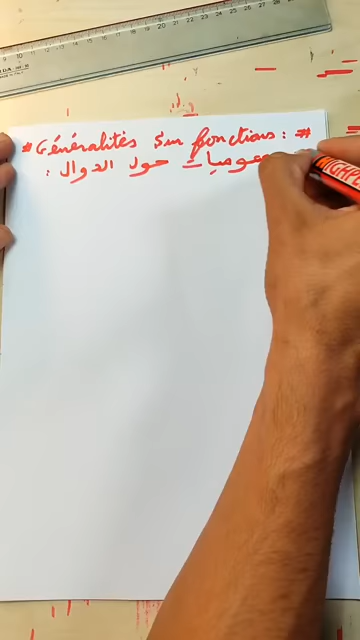 * Généralités sur fonctions : *
عموميات حول الدوال :